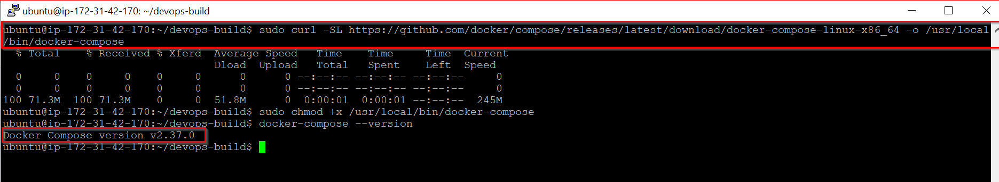 ubuntu@ip-172-31-42-170: ~/devops-build
ubuntu@ip-172-31-42-170:~/devops-build$ sudo curl -SL https://github.com/docker/compose/releases/latest/download/docker-compose-linux-x86_64 -o /usr/local
/bin/docker-compose
  % Total    % Received % Xferd  Average Speed   Time    Time     Time  Current
                                 Dload  Upload   Total   Spent    Left  Speed
  0     0    0     0    0     0      0      0 --:--:-- --:--:-- --:--:--     0
  0     0    0     0    0     0      0      0 --:--:-- --:--:-- --:--:--     0
100 71.3M  100 71.3M    0     0  51.8M      0  0:00:01  0:00:01 --:--:--  245M
ubuntu@ip-172-31-42-170:~/devops-build$ sudo chmod +x /usr/local/bin/docker-compose
ubuntu@ip-172-31-42-170:~/devops-build$ docker-compose --version
Docker Compose version v2.37.0
ubuntu@ip-172-31-42-170:~/devops-build$